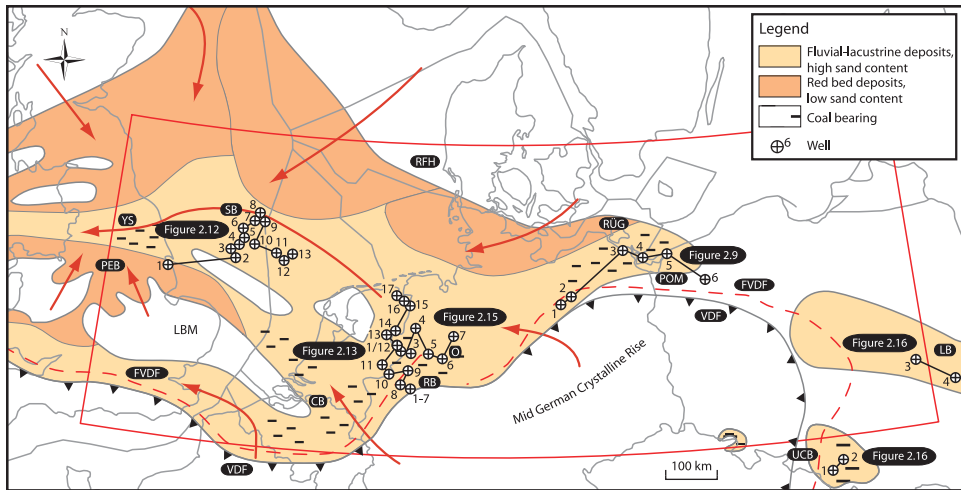 N
Legend
Fluvial-lacustrine deposits,
high sand content
Red bed deposits,
low sand content
Coal bearing
6 Well
RFH
YS
SB
8
9
6
5
4
3
2
1
10
11
12
13
Figure 2.12
PEB
LBM
RÜG
3
4
5
6
2
1
Figure 2.9
POM
FVDF
VDF
17
16
15
14
13
1/12
4
3
5
6
7
11
10
9
8
1-7
Figure 2.15
Figure 2.13
O.
RB
CB
FVDF
VDF
Mid German Crystalline Rise
Figure 2.16
LB
3
4
UCB
1
2
Figure 2.16
100 km